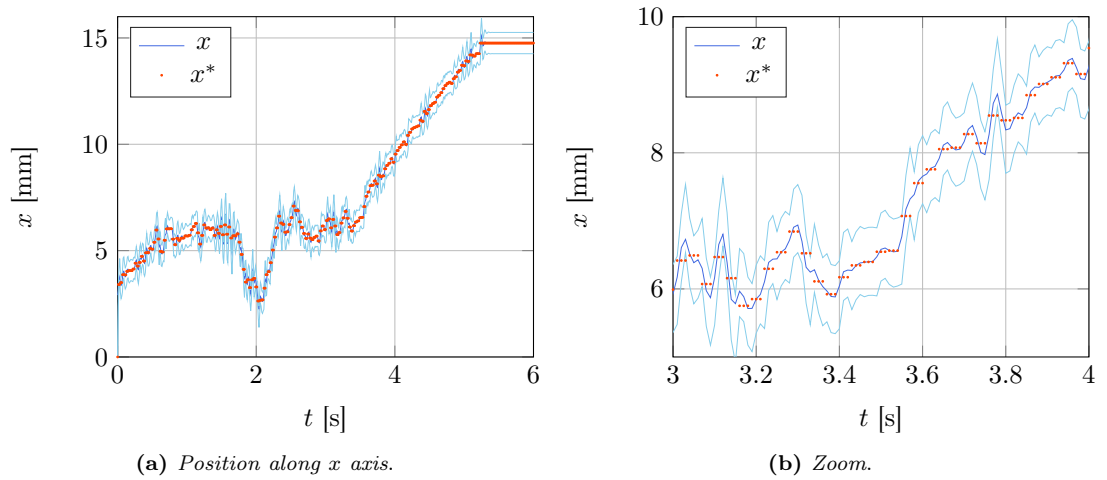 15
10
5
0
x [mm]
x
x*
0 2 4 6
t [s]
(a) Position along x axis.
10
8
6
x [mm]
x
x*
3 3.2 3.4 3.6 3.8 4
t [s]
(b) Zoom.